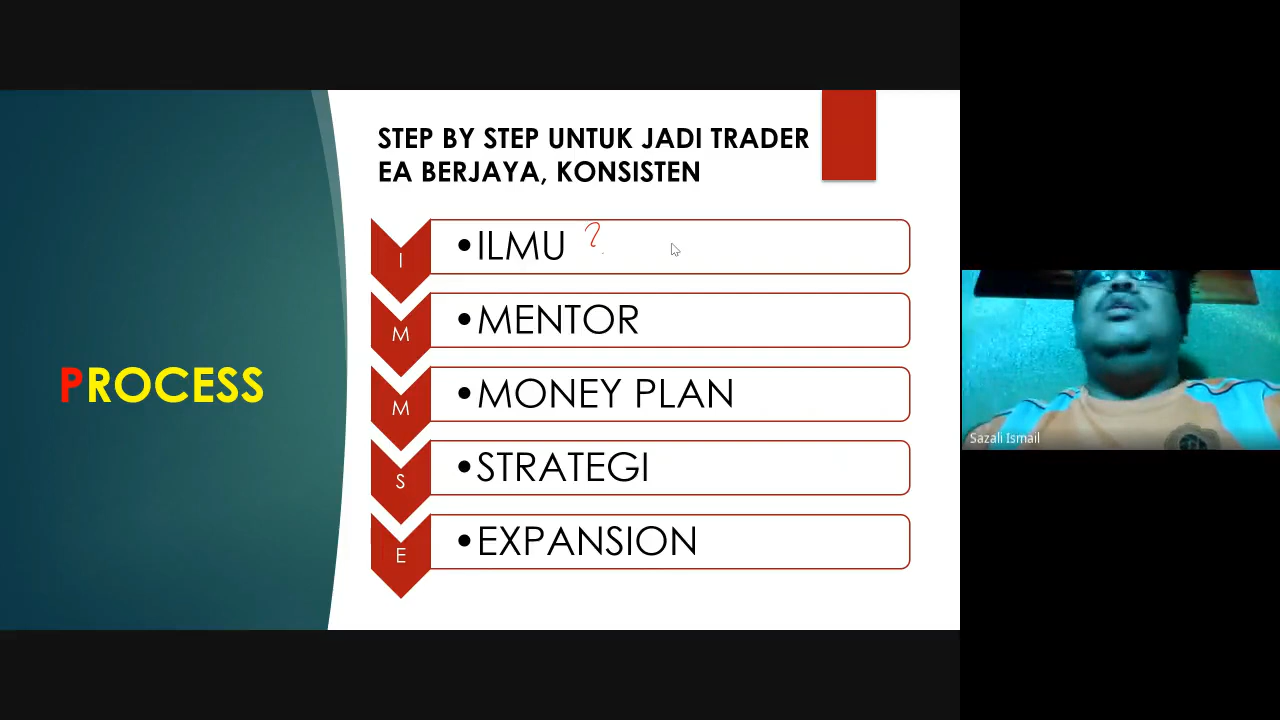 STEP BY STEP UNTUK JADI TRADER
EA BERJAYA, KONSISTEN
I
•ILMU ?
M
•MENTOR
M
•MONEY PLAN
S
•STRATEGI
E
•EXPANSION
PROCESS
Sazali Ismail